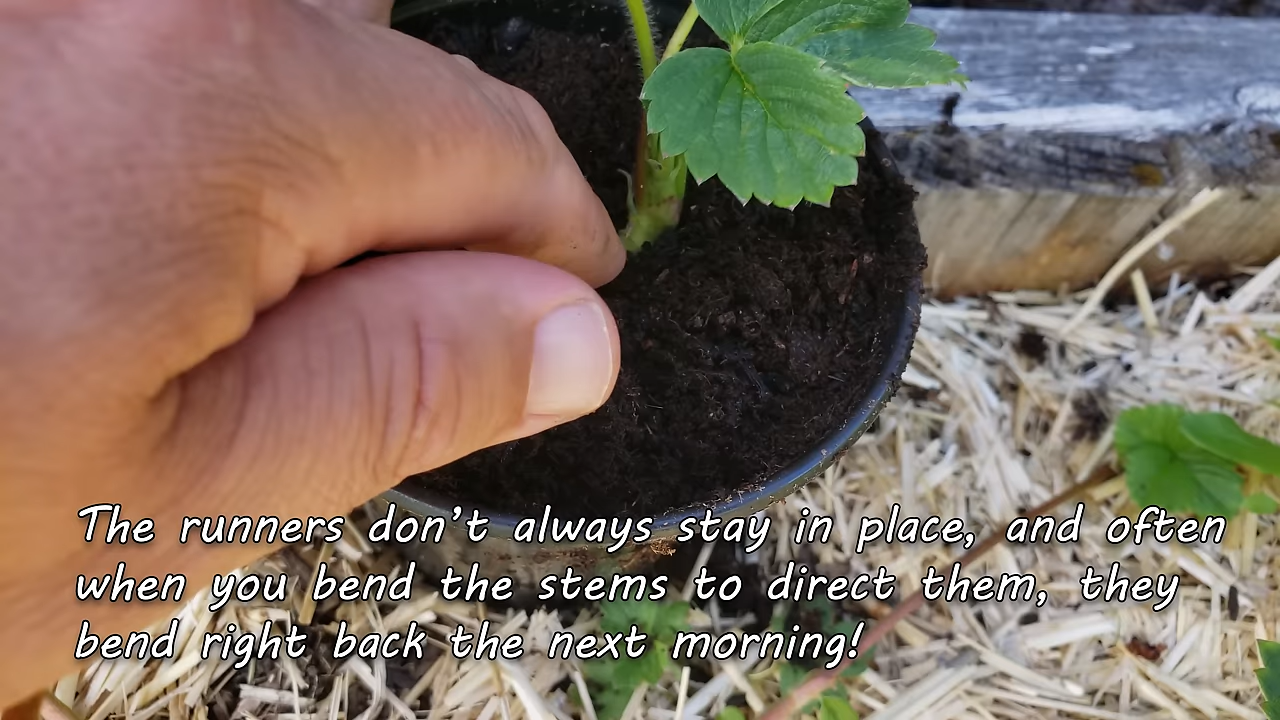 The runners don’t always stay in place, and often
when you bend the stems to direct them, they
bend right back the next morning!